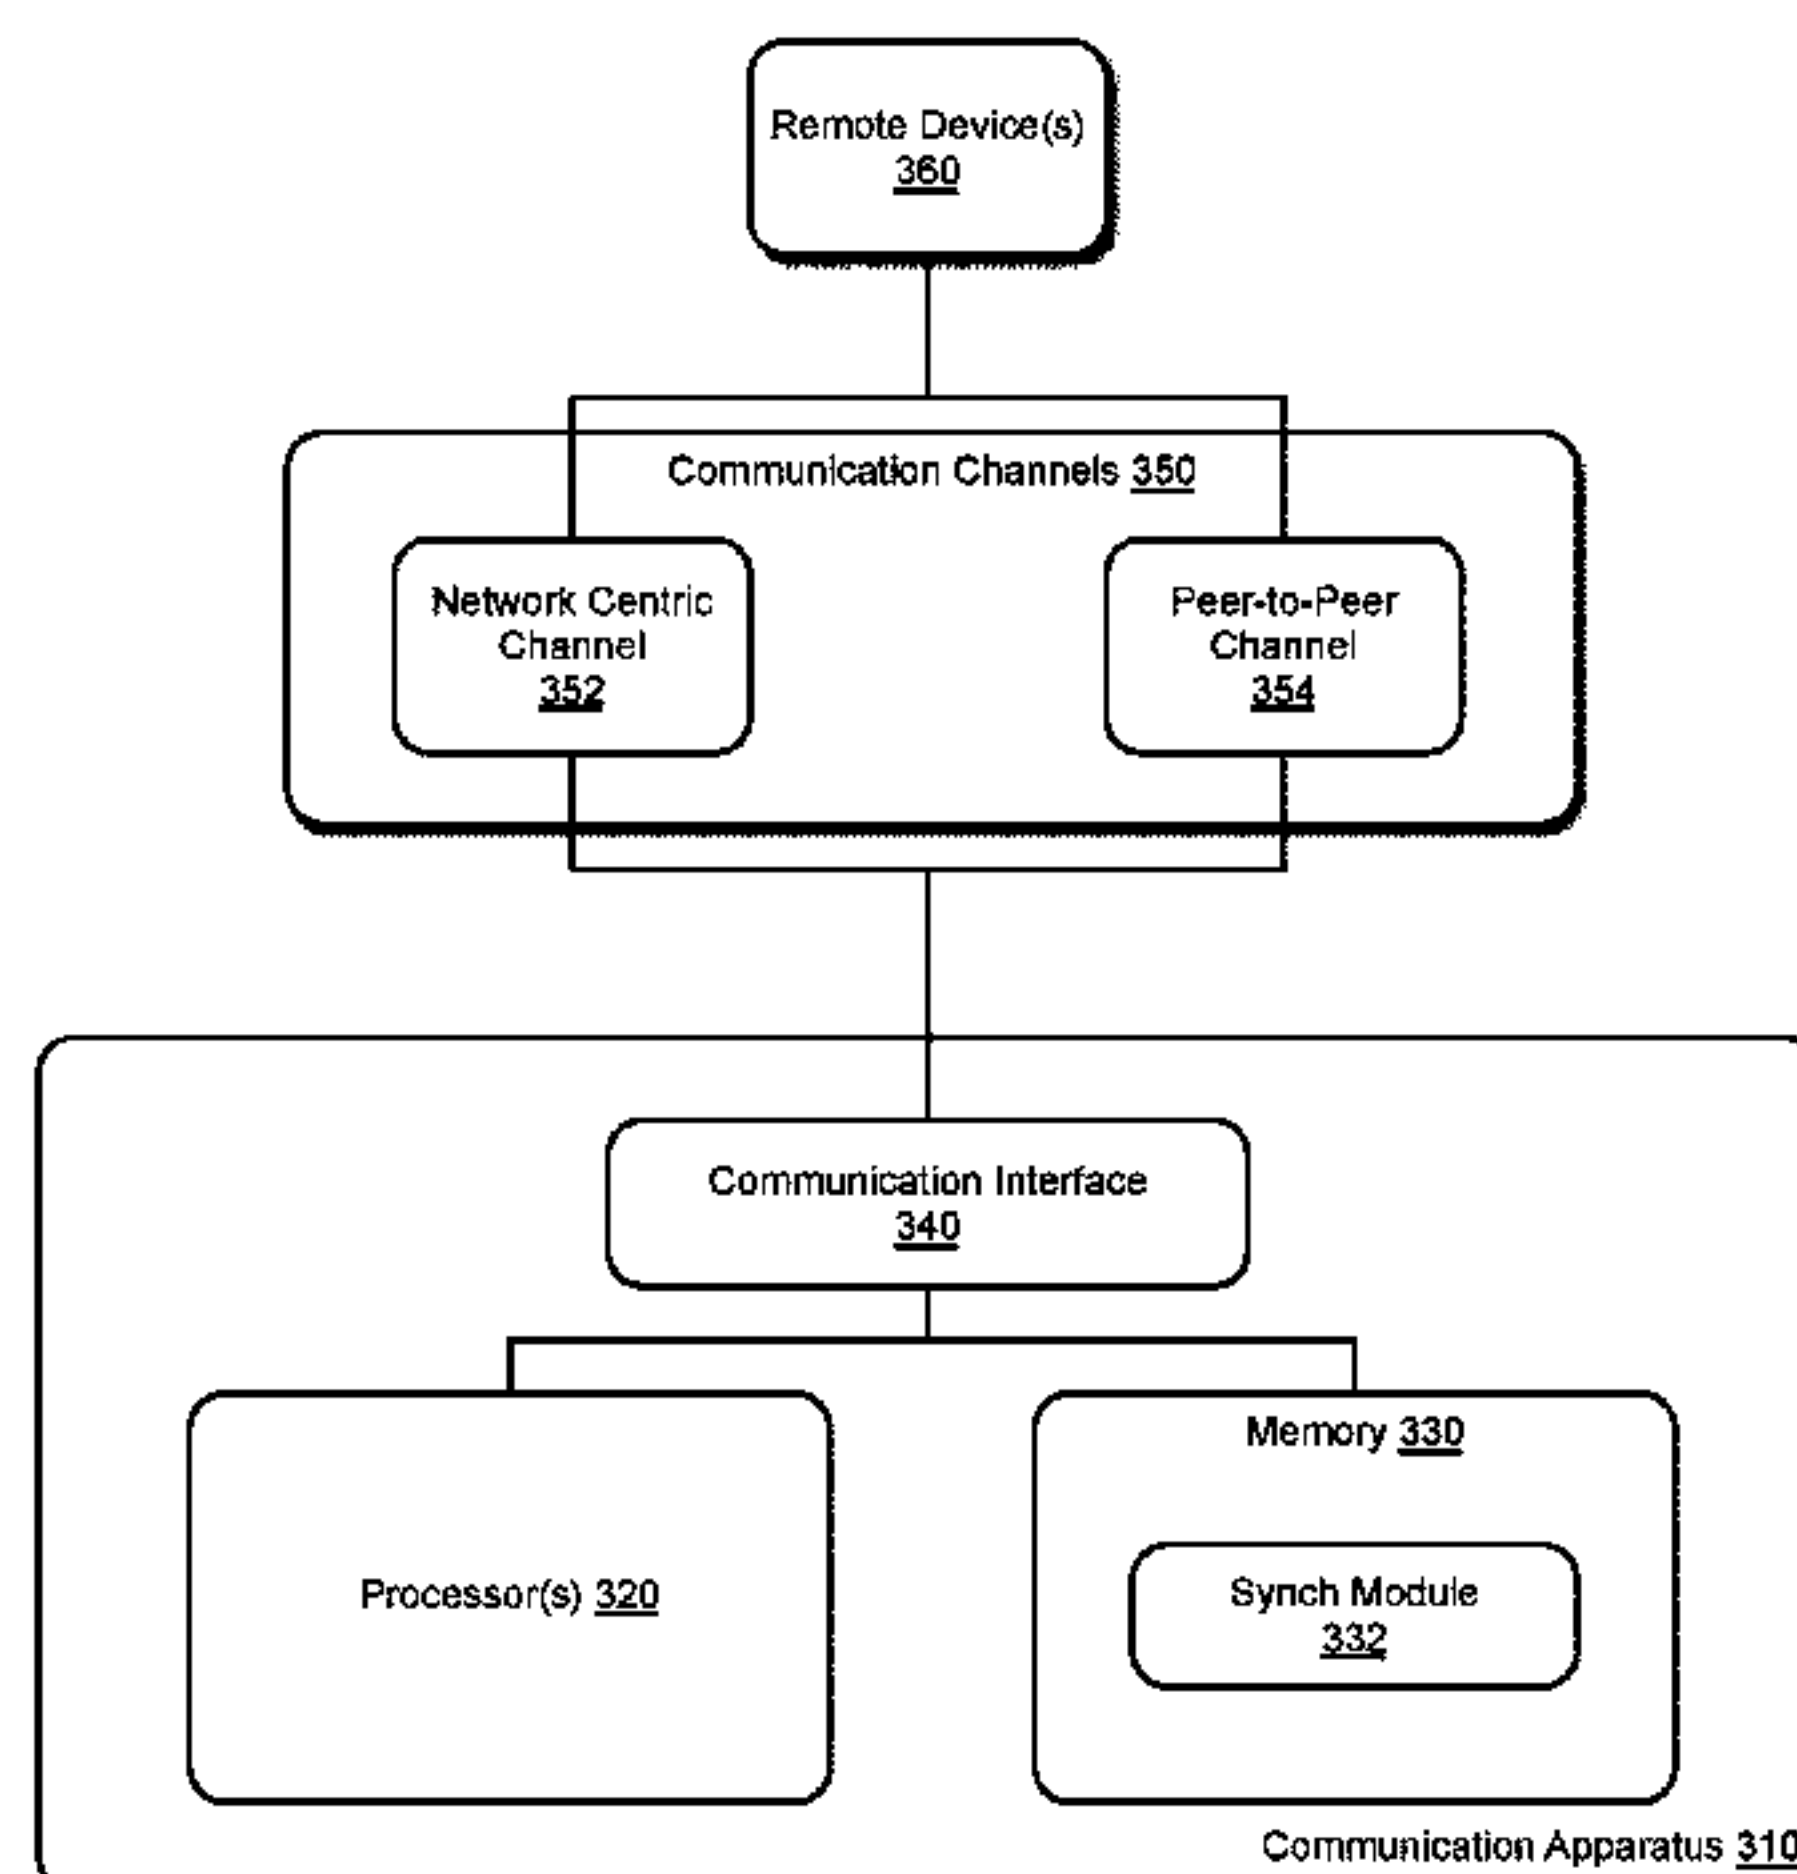 Remote Device(s)
360
Communication Channels 350
Network Centric
Channel
352
Peer-to-Peer
Channel
354
Communication Interface
340
Processor(s) 320
Memory 330
Synch Module
332
Communication Apparatus 310